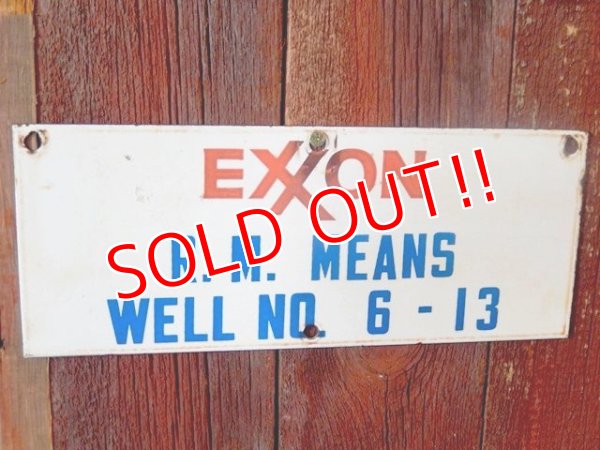 EXXON
SOLD OUT!!
R. M. MEANS
WELL NO. 6 - 13